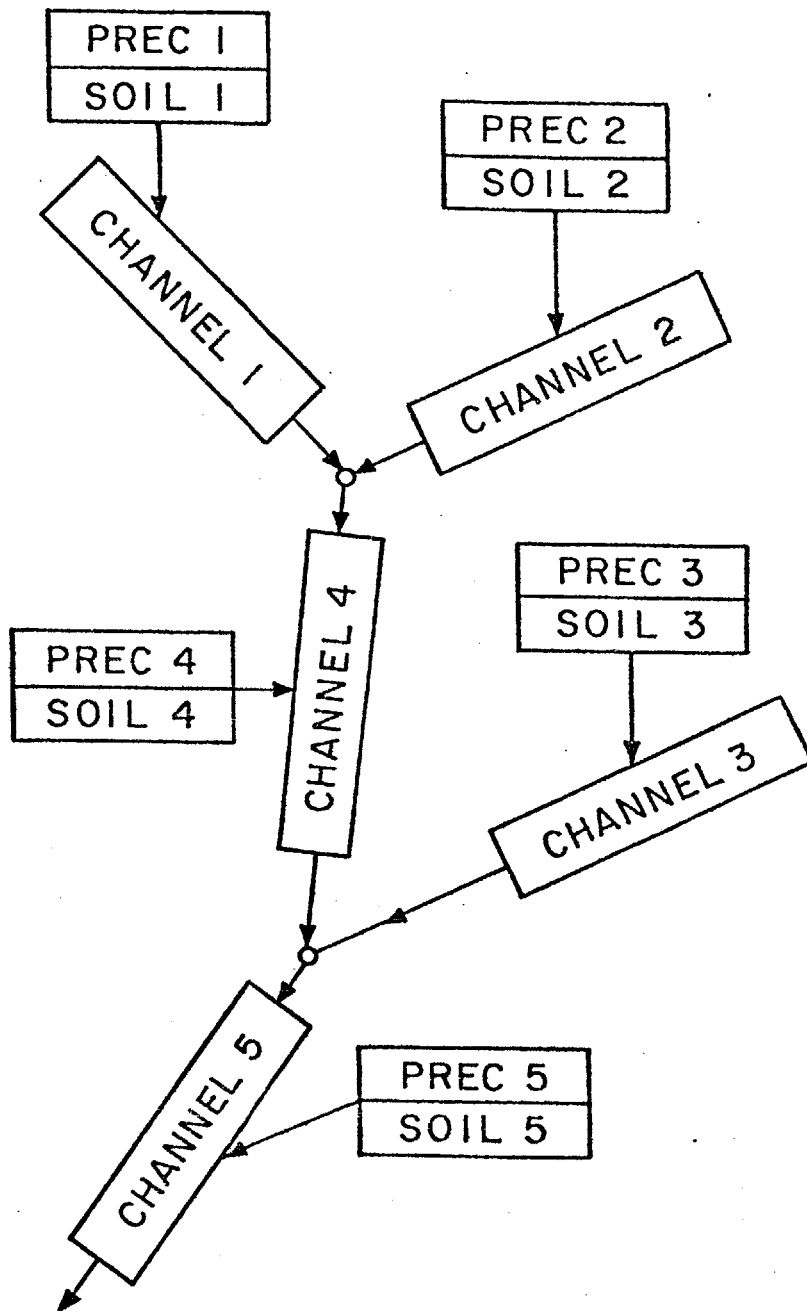 PREC 1
SOIL 1
PREC 2
SOIL 2
CHANNEL 1
CHANNEL 2
PREC 3
SOIL 3
CHANNEL 4
PREC 4
SOIL 4
CHANNEL 3
CHANNEL 5
PREC 5
SOIL 5